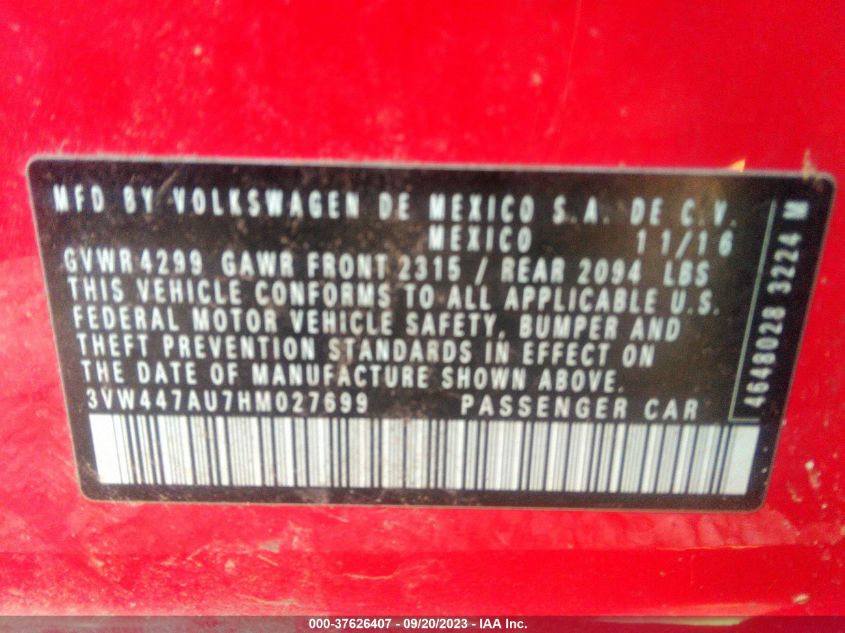 MFD BY VOLKSWAGEN DE MEXICO S.A. DE C.V.
MEXICO 11/16
GVWR 4299 GAWR FRONT 2315 / REAR 2094 LBS
THIS VEHICLE CONFORMS TO ALL APPLICABLE U.S.
FEDERAL MOTOR VEHICLE SAFETY, BUMPER AND
THEFT PREVENTION STANDARDS IN EFFECT ON
THE DATE OF MANUFACTURE SHOWN ABOVE.
3VW447AU7HM027699 PASSENGER CAR
4648028 3224 M
000-37626407 - 09/20/2023 - IAA Inc.